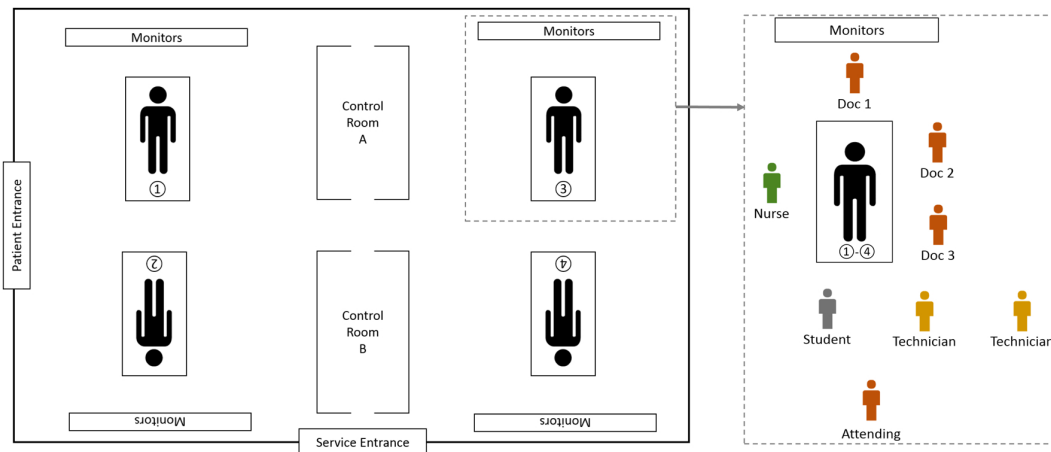 Monitors
Monitors
Control
Room
A
①
③
Patient Entrance
②
④
Control
Room
B
Monitors
Monitors
Service Entrance
Monitors
Doc 1
Doc 2
Nurse
Doc 3
①-④
Student
Technician
Technician
Attending